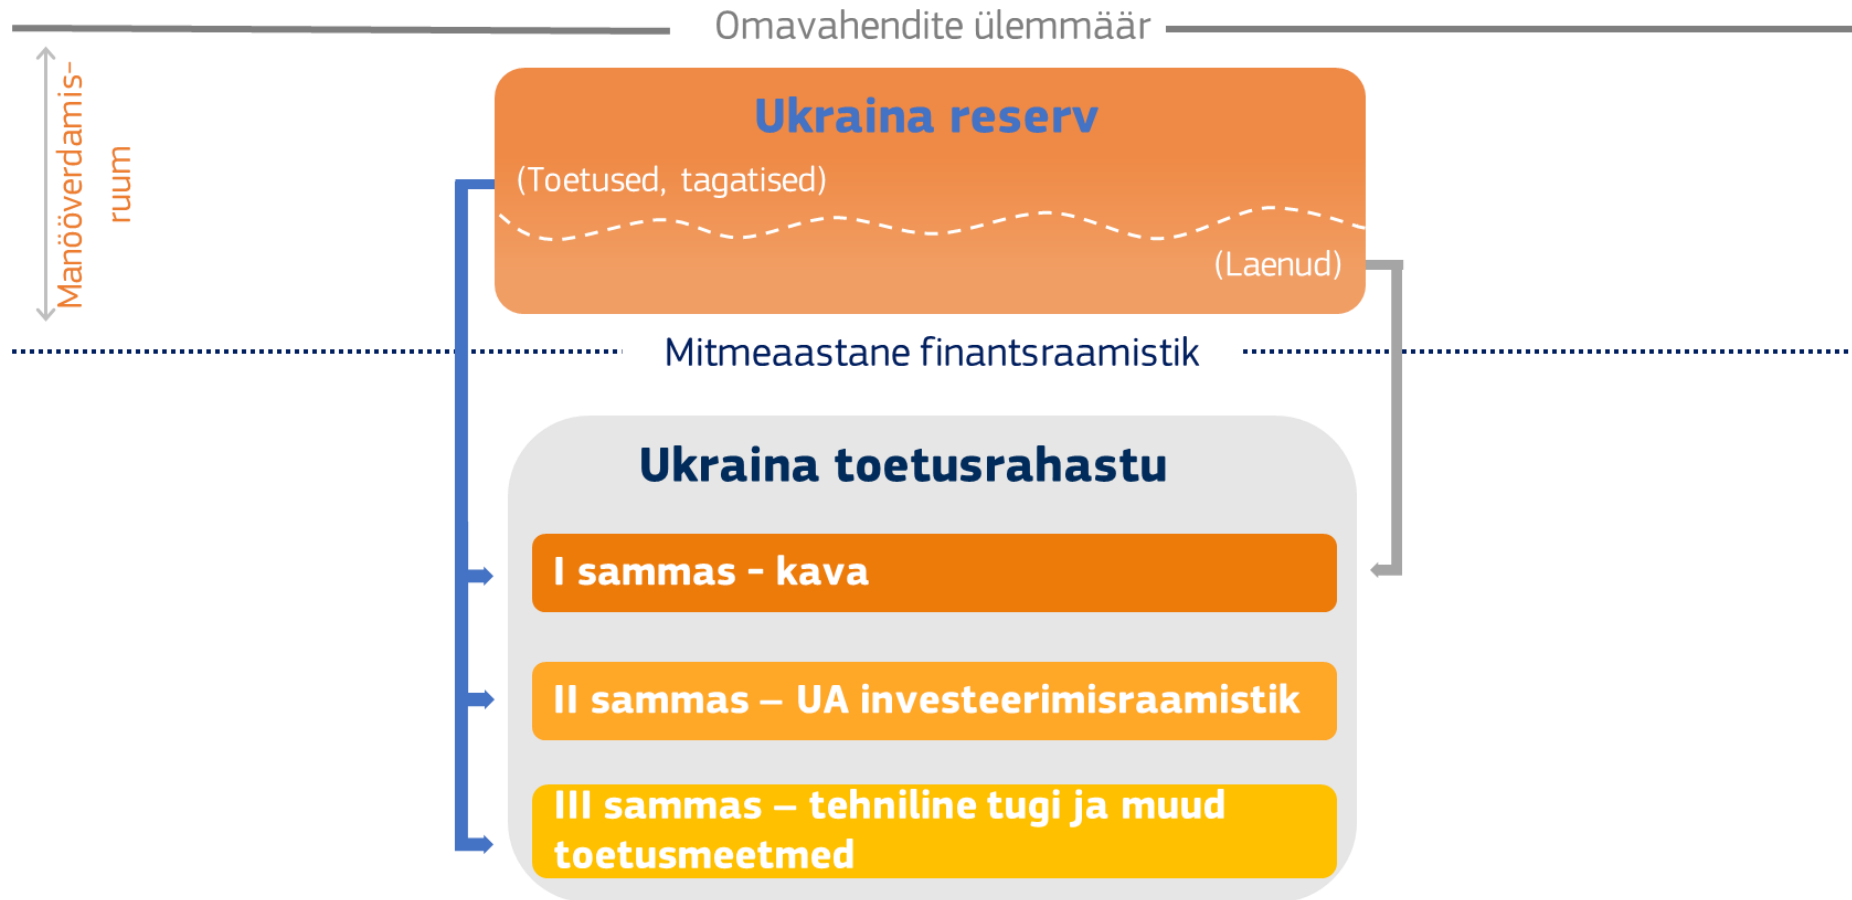 Omavahendite ülemmäär
Manööverdamis-
ruum
Ukraina reserv
(Toetused, tagatised)
(Laenud)
Mitmeaastane finantsraamistik
Ukraina toetusrahastu
I sammas - kava
II sammas – UA investeerimisraamistik
III sammas – tehniline tugi ja muud
toetusmeetmed